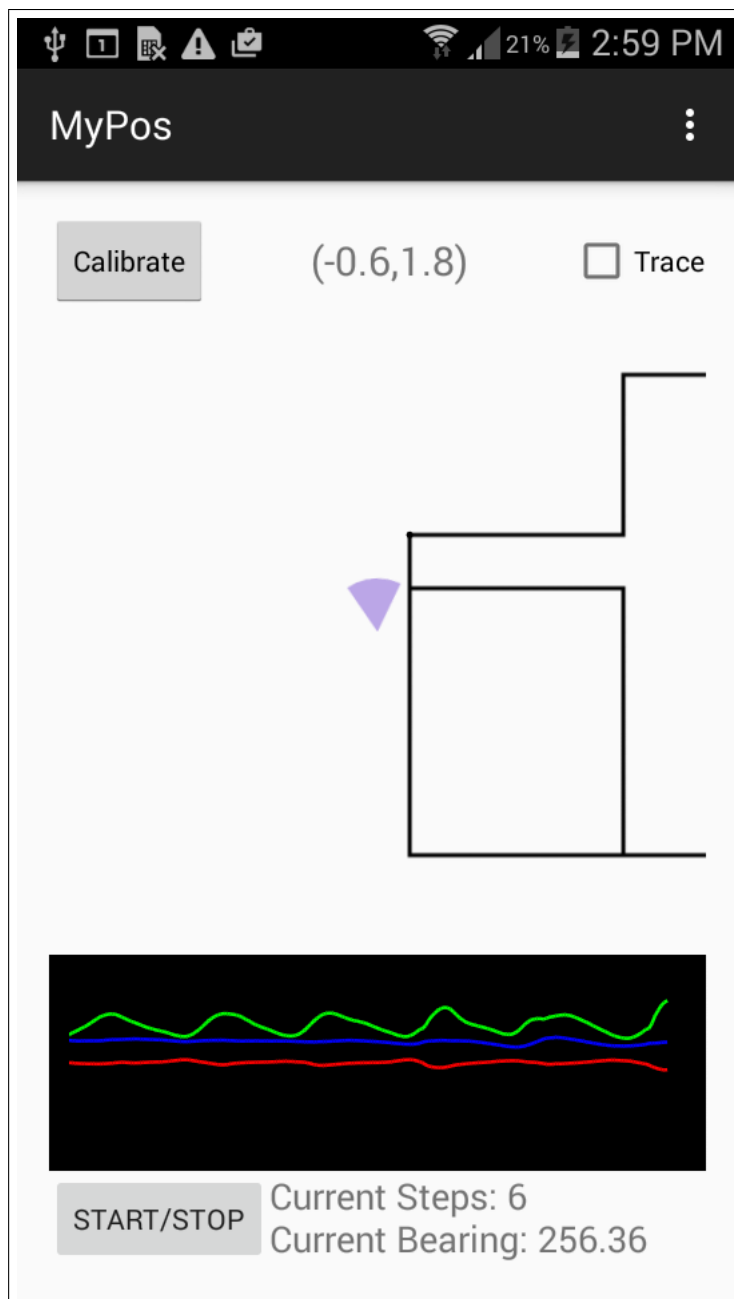 1 21% 2:59 PM
MyPos
Calibrate (-0.6,1.8) Trace
START/STOP Current Steps: 6
Current Bearing: 256.36